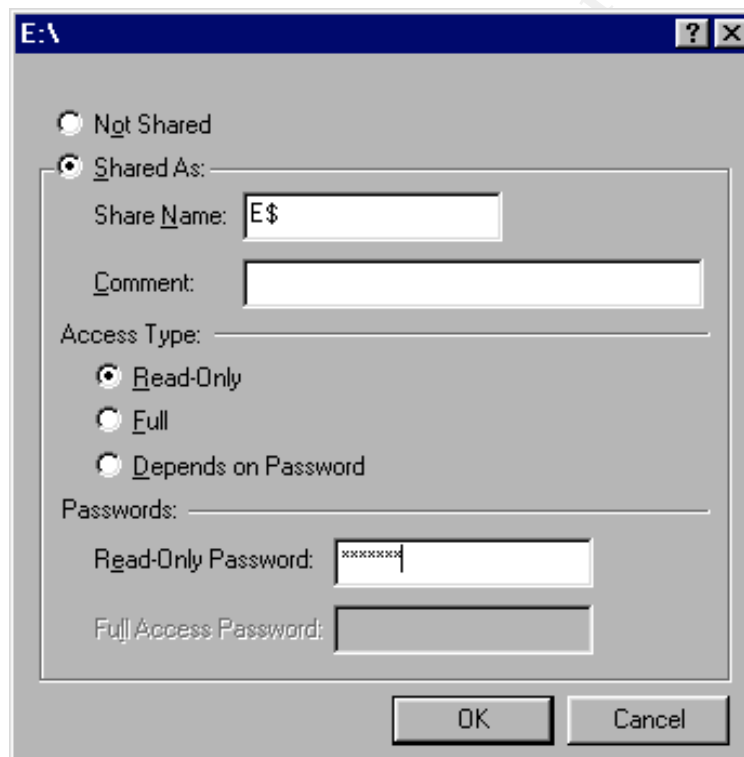 E:\
Not Shared
Shared As:
Share Name: E$
Comment:
Access Type:
Read-Only
Full
Depends on Password
Passwords:
Read-Only Password: *******
Full Access Password:
OK Cancel